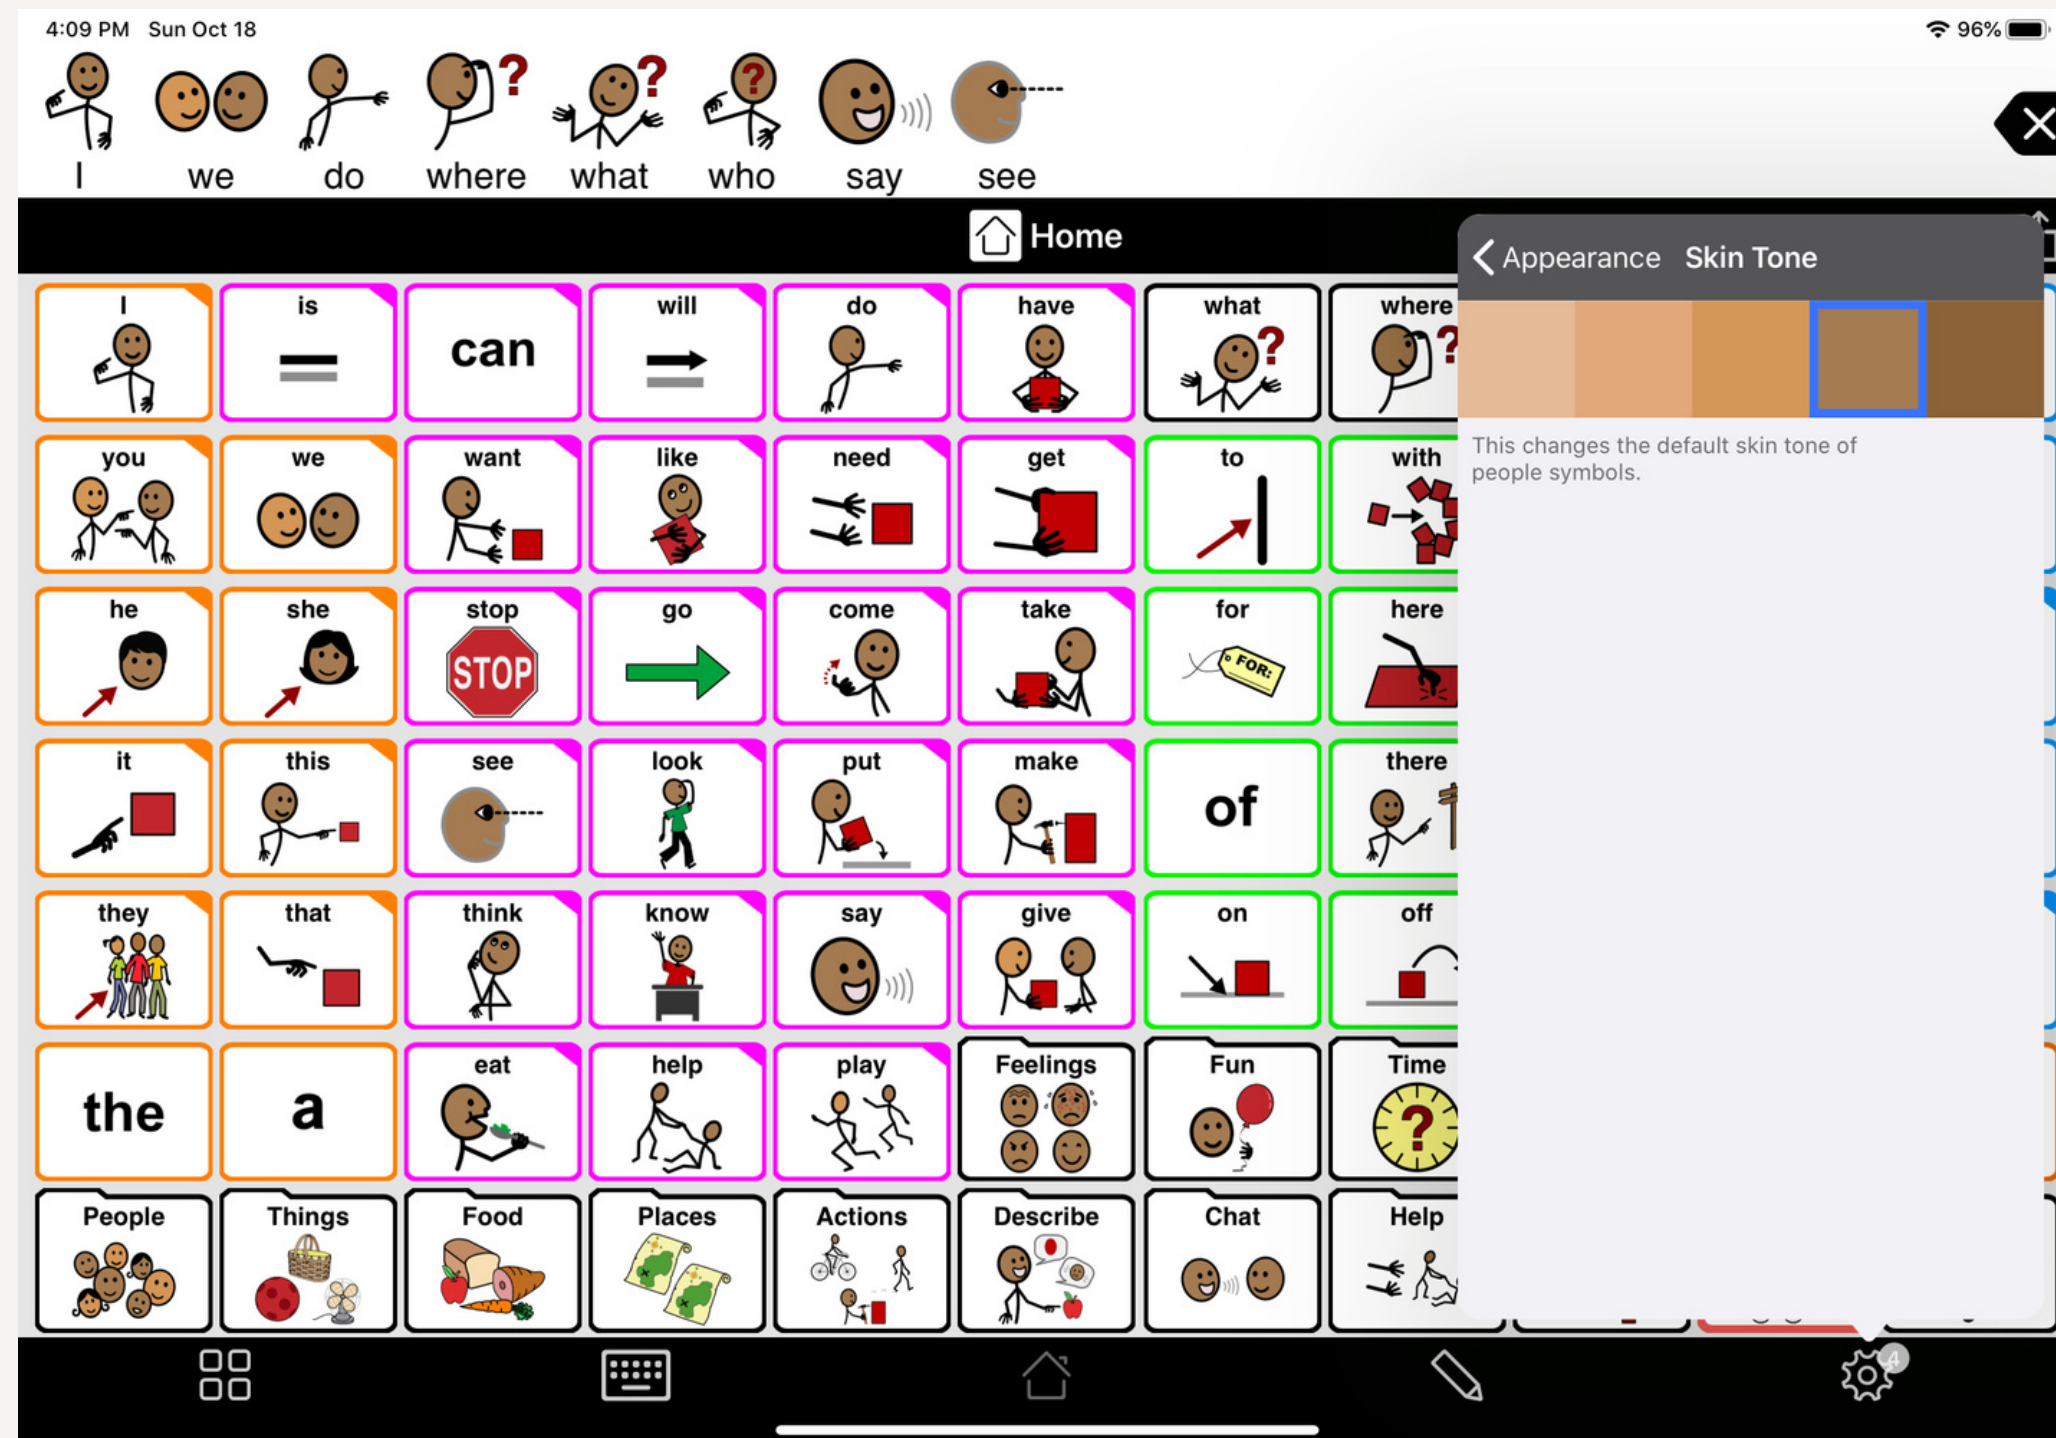 4:09 PM Sun Oct 18 96%
I we do where what who say see
Home
Appearance Skin Tone
This changes the default skin tone of
people symbols.
I is can will do have what where
you we want like need get to with
he she stop go come take for here
STOP FOR:
it this see look put make of there
they that think know say give on off
the a eat help play Feelings Fun Time
People Things Food Places Actions Describe Chat Help
4